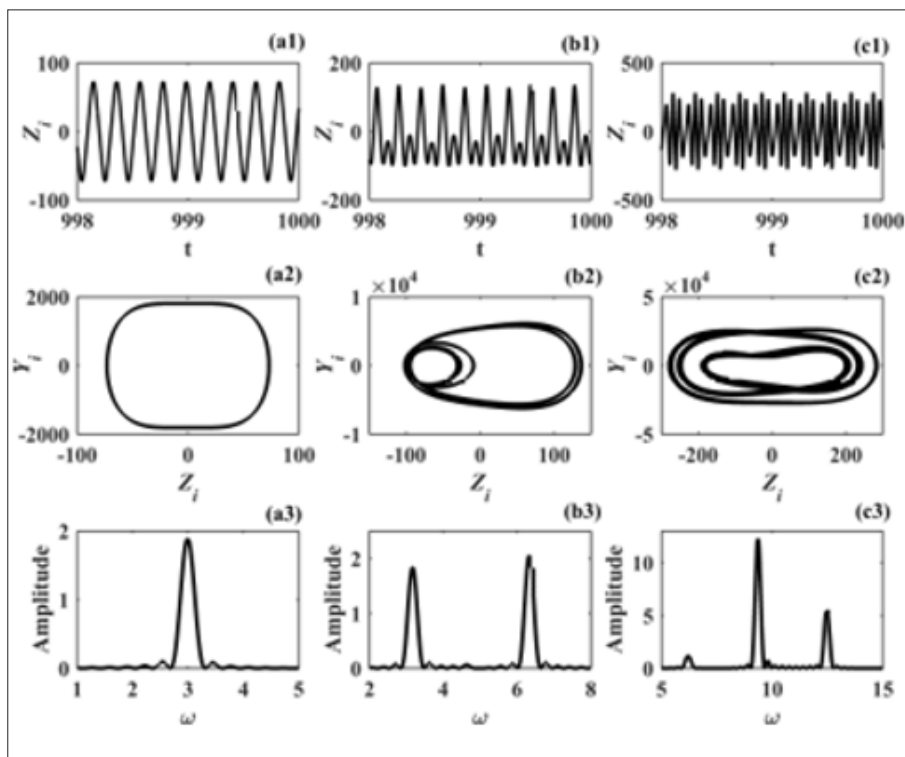 (a1) (b1) (c1)
100 200 500
Z_i 0 Z_i 0 Z_i 0
-100 -200 -500
998 999 1000 998 999 1000 998 999 1000
t t t
(a2) ×10^4 (b2) ×10^4 (c2)
2000 1 5
Y_i 0 Y_i 0 Y_i 0
-2000 -1 -5
-100 0 100 -100 0 100 -200 0 200
Z_i Z_i Z_i
(a3) (b3) (c3)
2 2 10
Amplitude 1 Amplitude 1 Amplitude 5
0 0 0
1 2 3 4 5 2 4 6 8 5 10 15
ω ω ω